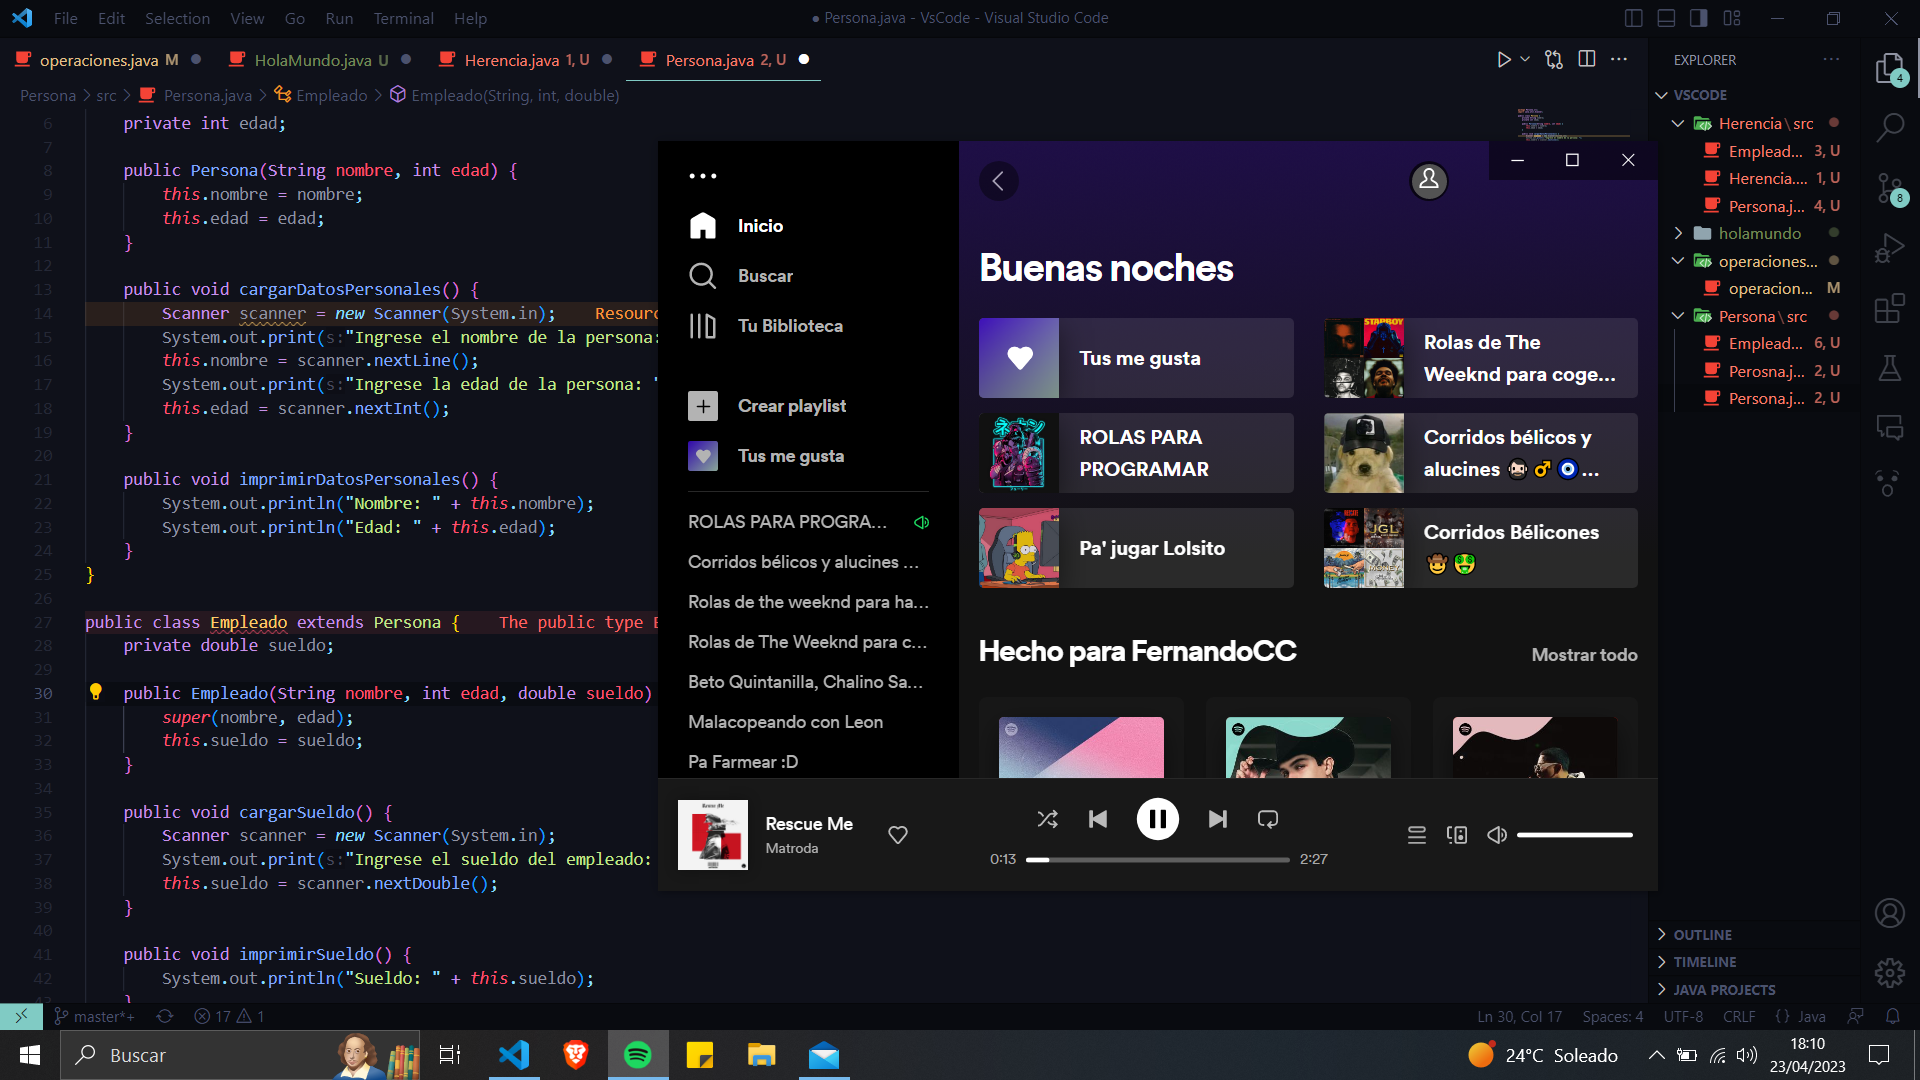 File Edit Selection View Go Run Terminal Help
● Persona.java - VsCode - Visual Studio Code
operaciones.java M
HolaMundo.java U
Herencia.java 1, U
Persona.java 2, U
Persona > src > Persona.java > Empleado > Empleado(String, int, double)
6 private int edad;
7
8 public Persona(String nombre, int edad) {
9 this.nombre = nombre;
10 this.edad = edad;
11 }
12
13 public void cargarDatosPersonales() {
14 Scanner scanner = new Scanner(System.in); Resourc
15 System.out.print(s:"Ingrese el nombre de la persona:
16 this.nombre = scanner.nextLine();
17 System.out.print(s:"Ingrese la edad de la persona: "
18 this.edad = scanner.nextInt();
19 }
20
21 public void imprimirDatosPersonales() {
22 System.out.println("Nombre: " + this.nombre);
23 System.out.println("Edad: " + this.edad);
24 }
25 }
26
27 public class Empleado extends Persona { The public type E
28 private double sueldo;
29
30 public Empleado(String nombre, int edad, double sueldo)
31 super(nombre, edad);
32 this.sueldo = sueldo;
33 }
34
35 public void cargarSueldo() {
36 Scanner scanner = new Scanner(System.in);
37 System.out.print(s:"Ingrese el sueldo del empleado:
38 this.sueldo = scanner.nextDouble();
39 }
40
41 public void imprimirSueldo() {
42 System.out.println("Sueldo: " + this.sueldo);
43 }
Inicio
Buscar
Tu Biblioteca
Crear playlist
Tus me gusta
ROLAS PARA PROGRA...
Corridos bélicos y alucines ...
Rolas de the weeknd para ha...
Rolas de The Weeknd para c...
Beto Quintanilla, Chalino Sa...
Malacopeando con Leon
Pa Farmear :D
Buenas noches
Tus me gusta
STARBOY
Rolas de The
Weeknd para coge...
ROLAS PARA
PROGRAMAR
Corridos bélicos y
alucines 🧔🏻‍♂️🧿...
Pa' jugar Lolsito
JGL
Corridos Bélicones
🤠🤑
Hecho para FernandoCC
Mostrar todo
Rescue Me
Matroda
0:13
2:27
EXPLORER
VSCODE
Herencia\src
Emplead... 3, U
Herencia.... 1, U
Persona.j... 4, U
holamundo
operaciones...
operacion... M
Persona\src
Emplead... 6, U
Perosna.j... 2, U
Persona.j... 2, U
OUTLINE
TIMELINE
JAVA PROJECTS
4
8
master*+
17
1
Ln 30, Col 17
Spaces: 4
UTF-8
CRLF
{ } Java
Buscar
24°C Soleado
18:10
23/04/2023